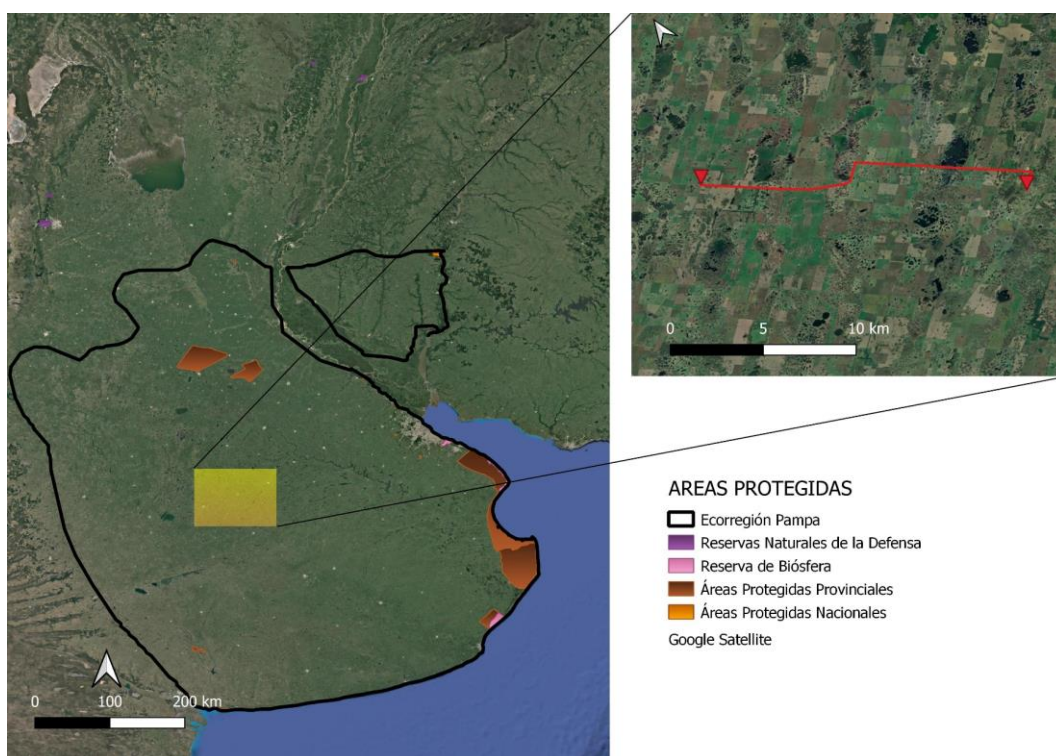 0 5 10 km
AREAS PROTEGIDAS
Ecorregión Pampa
Reservas Naturales de la Defensa
Reserva de Biósfera
Áreas Protegidas Provinciales
Áreas Protegidas Nacionales
Google Satellite
0 100 200 km